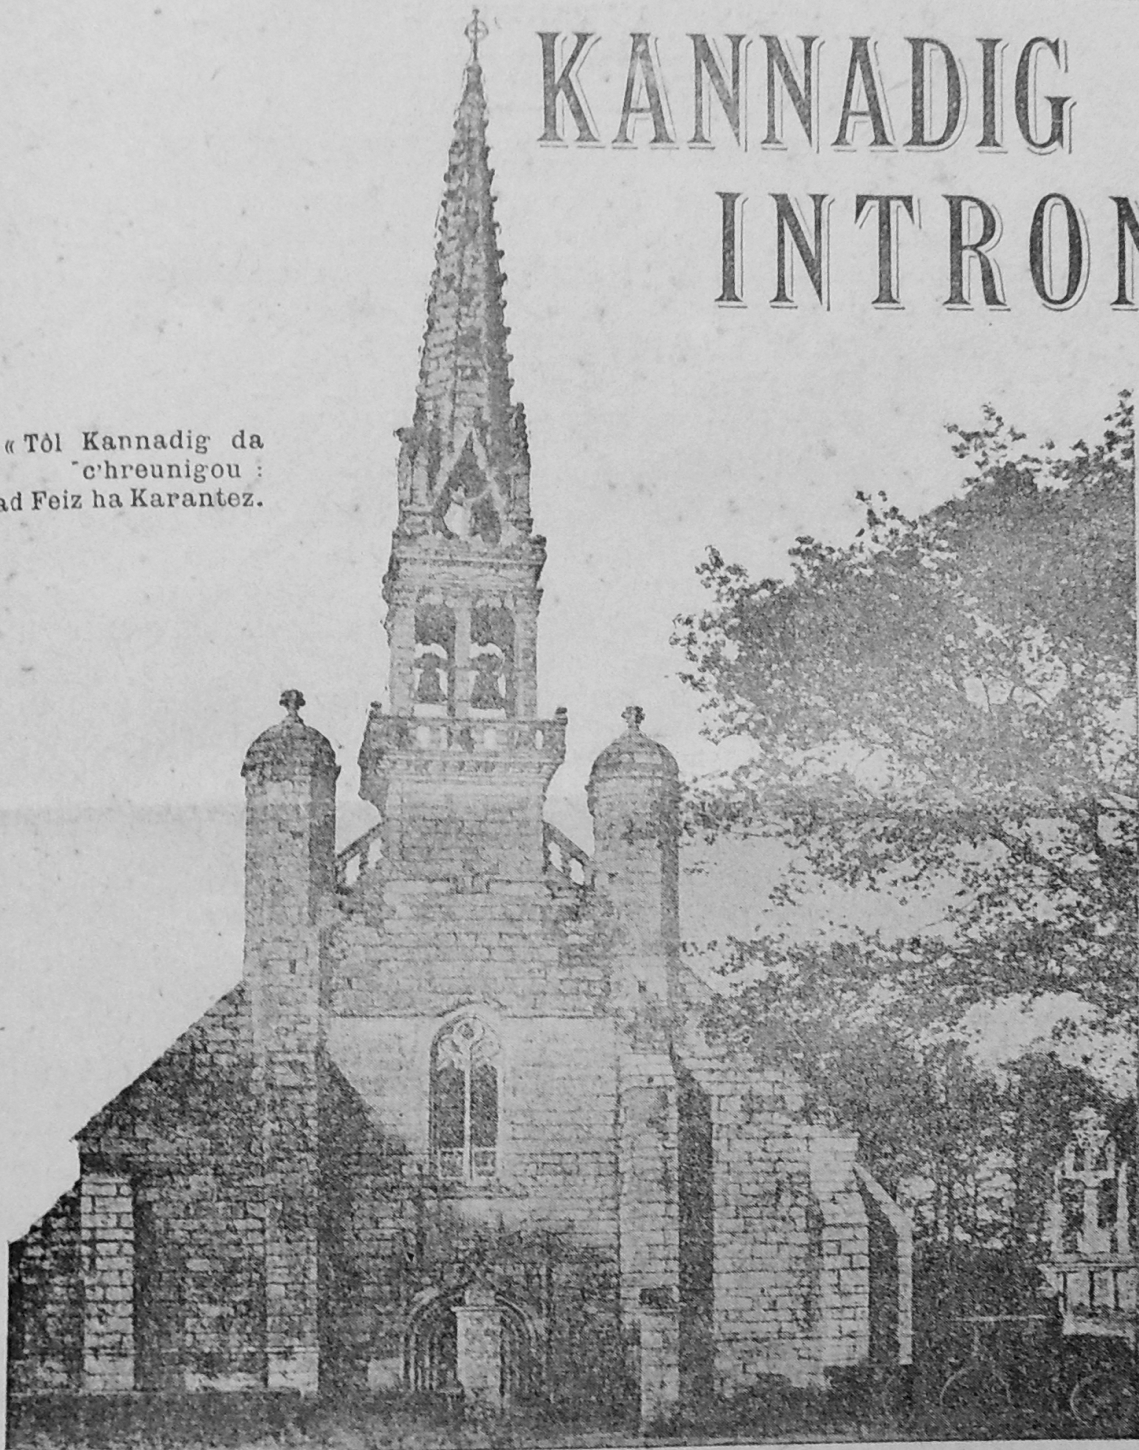 KANNADIG
INTRON
« Tôl Kannadig da
c'hreunigou :
ad Feiz ha Karantez.